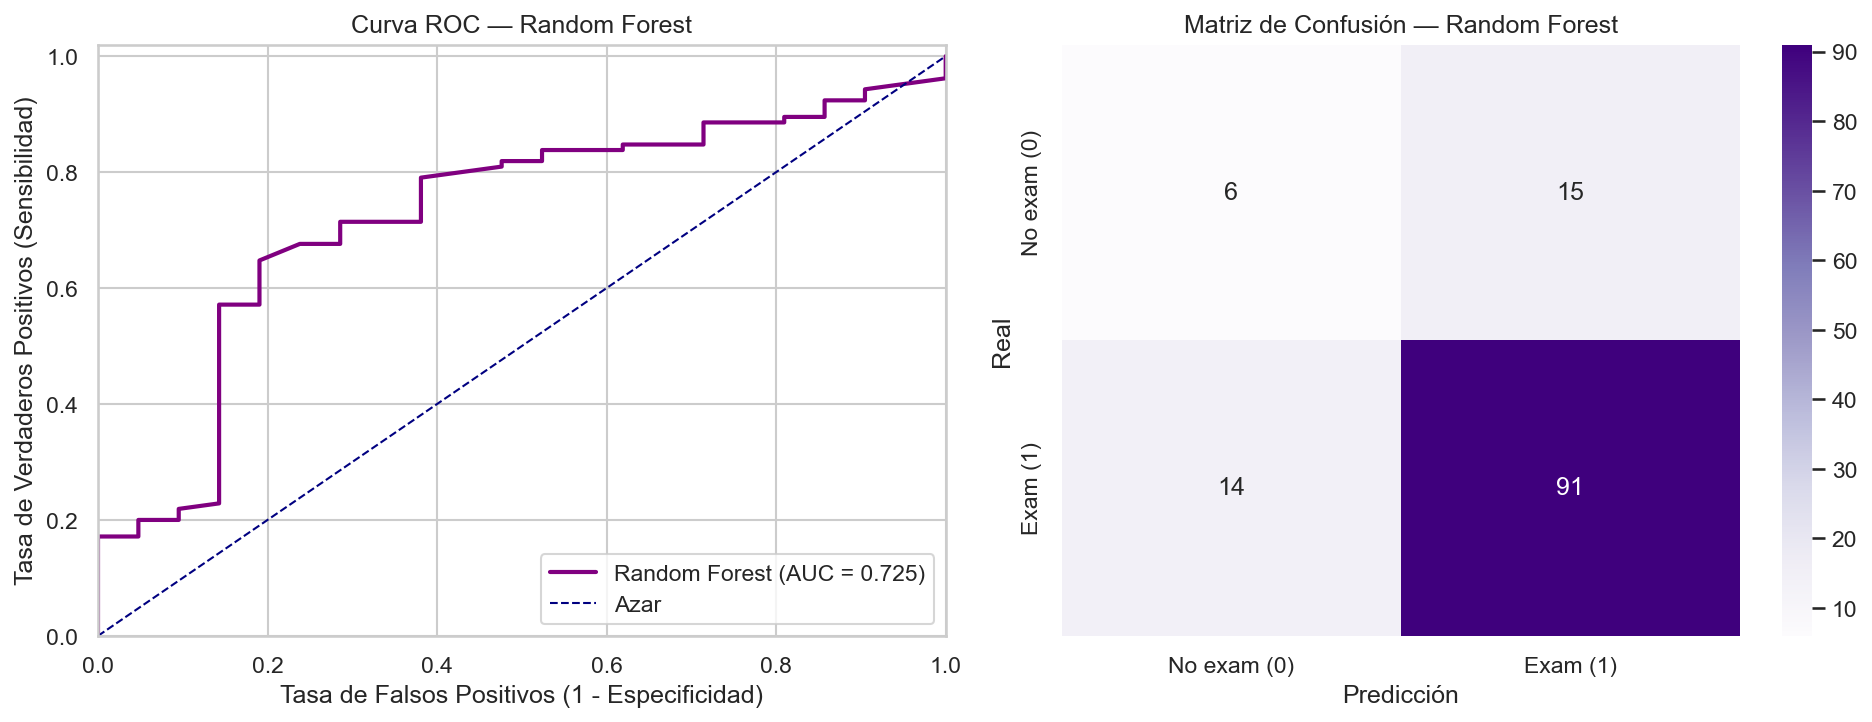 Curva ROC — Random Forest
1.0
0.8
0.6
0.4
0.2
0.0
Tasa de Verdaderos Positivos (Sensibilidad)
Random Forest (AUC = 0.725)
Azar
0.0 0.2 0.4 0.6 0.8 1.0
Tasa de Falsos Positivos (1 - Especificidad)
Matriz de Confusión — Random Forest
Real
No exam (0)
6 15
Exam (1)
14 91
No exam (0) Exam (1)
Predicción
90
80
70
60
50
40
30
20
10